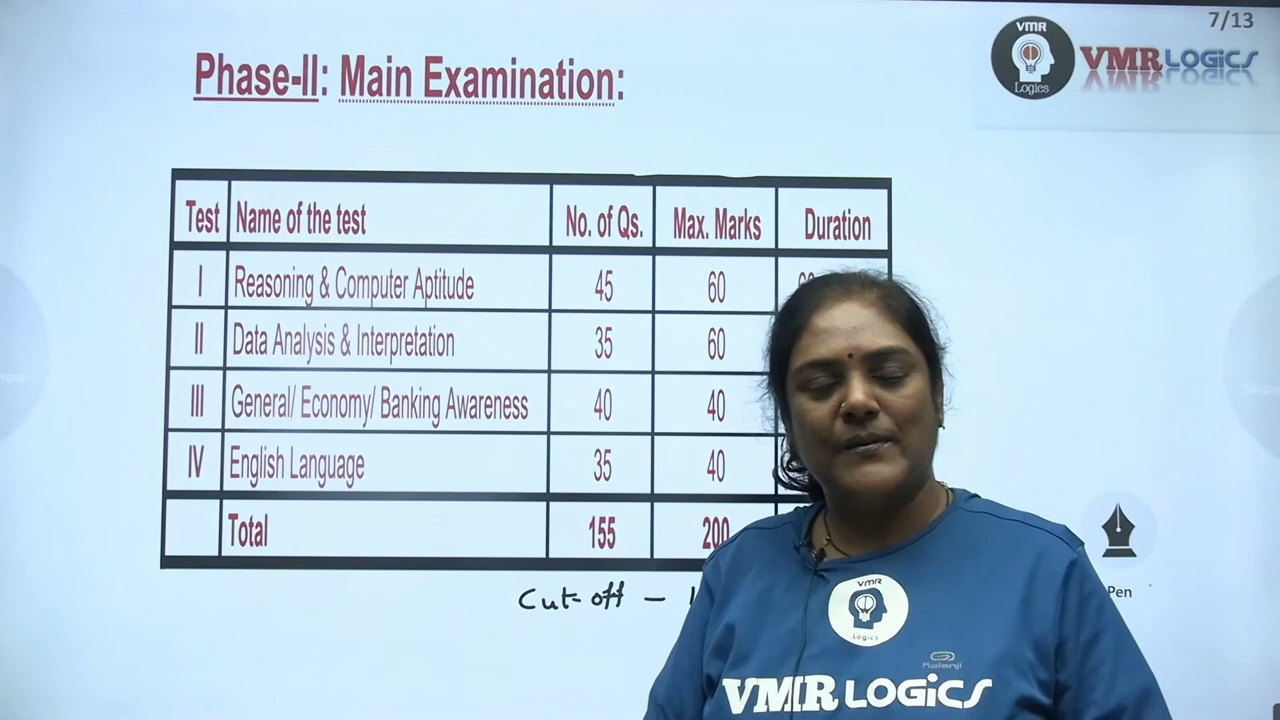 7/13
VMR
Logics
VMR LOGiCS
Phase-II: Main Examination:
Test Name of the test No. of Qs. Max. Marks Duration
I Reasoning & Computer Aptitude 45 60
II Data Analysis & Interpretation 35 60
III General/ Economy/ Banking Awareness 40 40
IV English Language 35 40
Total 155 200
Cut-off –
Pen
VMR
Logics
Kalenji
VMR LOGiCS